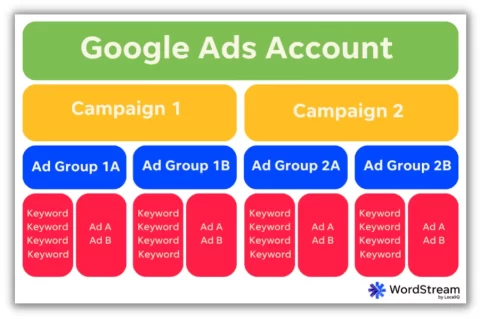 Google Ads Account
Campaign 1
Campaign 2
Ad Group 1A
Ad Group 1B
Ad Group 2A
Ad Group 2B
Keyword
Keyword
Keyword
Keyword
Ad A
Ad B
Keyword
Keyword
Keyword
Keyword
Ad A
Ad B
Keyword
Keyword
Keyword
Keyword
Ad A
Ad B
Keyword
Keyword
Keyword
Keyword
Ad A
Ad B
WordStream
by LocaliQ